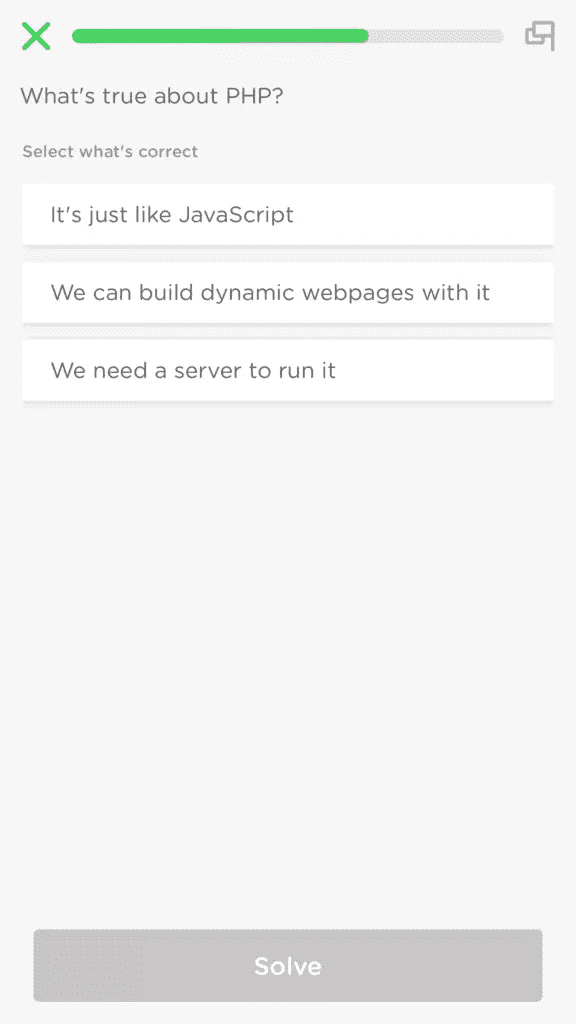 What's true about PHP?
Select what's correct
It's just like JavaScript
We can build dynamic webpages with it
We need a server to run it
Solve